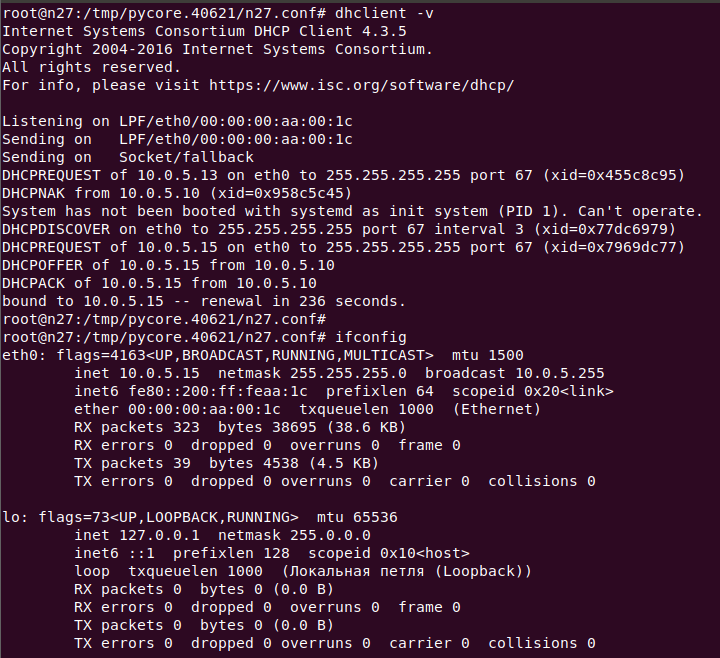 root@n27:/tmp/pycore.40621/n27.conf# dhclient -v
Internet Systems Consortium DHCP Client 4.3.5
Copyright 2004-2016 Internet Systems Consortium.
All rights reserved.
For info, please visit https://www.isc.org/software/dhcp/

Listening on LPF/eth0/00:00:00:aa:00:1c
Sending on   LPF/eth0/00:00:00:aa:00:1c
Sending on   Socket/fallback
DHCPREQUEST of 10.0.5.13 on eth0 to 255.255.255.255 port 67 (xid=0x455c8c95)
DHCPNAK from 10.0.5.10 (xid=0x958c5c45)
System has not been booted with systemd as init system (PID 1). Can't operate.
DHCPDISCOVER on eth0 to 255.255.255.255 port 67 interval 3 (xid=0x77dc6979)
DHCPREQUEST of 10.0.5.15 on eth0 to 255.255.255.255 port 67 (xid=0x7969dc77)
DHCPOFFER of 10.0.5.15 from 10.0.5.10
DHCPACK of 10.0.5.15 from 10.0.5.10
bound to 10.0.5.15 -- renewal in 236 seconds.
root@n27:/tmp/pycore.40621/n27.conf#
root@n27:/tmp/pycore.40621/n27.conf# ifconfig
eth0: flags=4163<UP,BROADCAST,RUNNING,MULTICAST>  mtu 1500
        inet 10.0.5.15  netmask 255.255.255.0  broadcast 10.0.5.255
        inet6 fe80::200:ff:feaa:1c  prefixlen 64  scopeid 0x20<link>
        ether 00:00:00:aa:00:1c  txqueuelen 1000  (Ethernet)
        RX packets 323  bytes 38695 (38.6 KB)
        RX errors 0  dropped 0  overruns 0  frame 0
        TX packets 39  bytes 4538 (4.5 KB)
        TX errors 0  dropped 0 overruns 0  carrier 0  collisions 0

lo: flags=73<UP,LOOPBACK,RUNNING>  mtu 65536
        inet 127.0.0.1  netmask 255.0.0.0
        inet6 ::1  prefixlen 128  scopeid 0x10<host>
        loop  txqueuelen 1000  (Локальная петля (Loopback))
        RX packets 0  bytes 0 (0.0 B)
        RX errors 0  dropped 0  overruns 0  frame 0
        TX packets 0  bytes 0 (0.0 B)
        TX errors 0  dropped 0 overruns 0  carrier 0  collisions 0